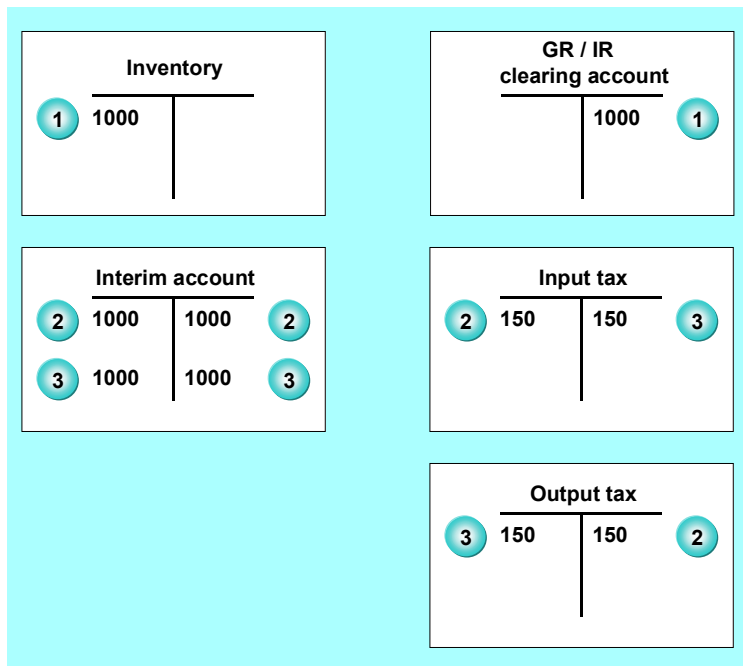 Inventory
1 1000
GR / IR
clearing account
1000 1
Interim account
2 1000 1000 2
3 1000 1000 3
Input tax
2 150 150 3
Output tax
3 150 150 2